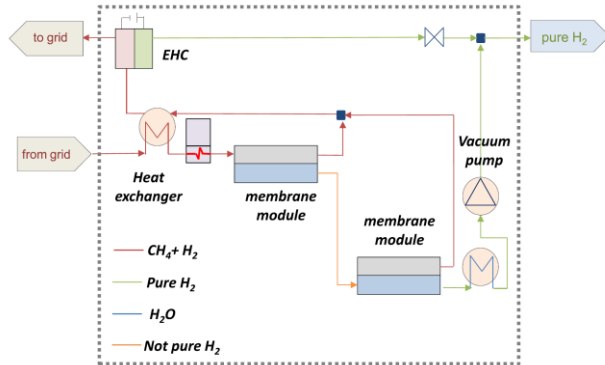 to grid
EHC
pure H₂
from grid
Heat
exchanger
membrane
module
Vacuum
pump
membrane
module
CH₄+ H₂
Pure H₂
H₂O
Not pure H₂